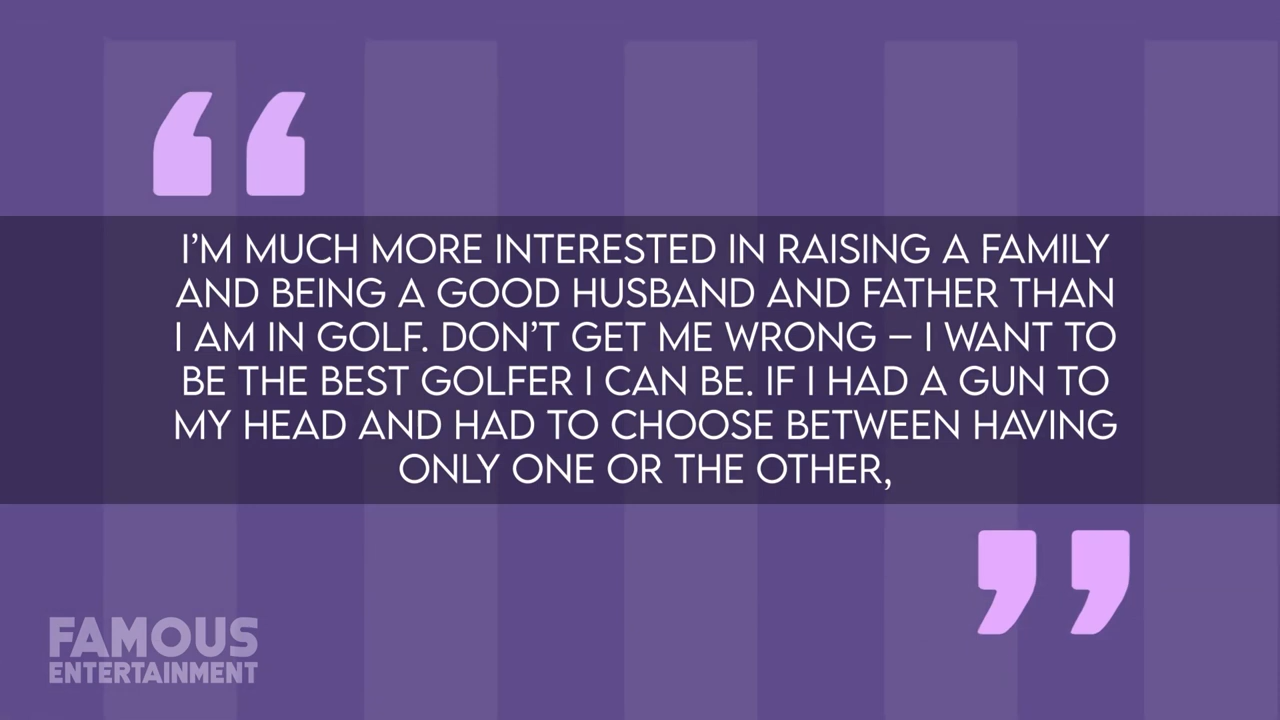 I'M MUCH MORE INTERESTED IN RAISING A FAMILY
AND BEING A GOOD HUSBAND AND FATHER THAN
I AM IN GOLF. DON'T GET ME WRONG – I WANT TO
BE THE BEST GOLFER I CAN BE. IF I HAD A GUN TO
MY HEAD AND HAD TO CHOOSE BETWEEN HAVING
ONLY ONE OR THE OTHER,
FAMOUS
ENTERTAINMENT